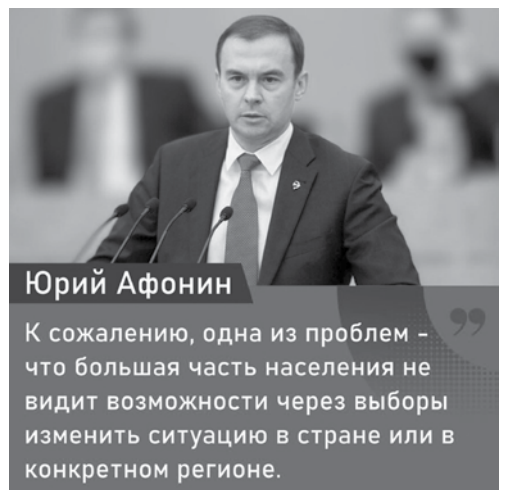 Юрий Афонин
”
К сожалению, одна из проблем -
что большая часть населения не
видит возможности через выборы
изменить ситуацию в стране или в
конкретном регионе.